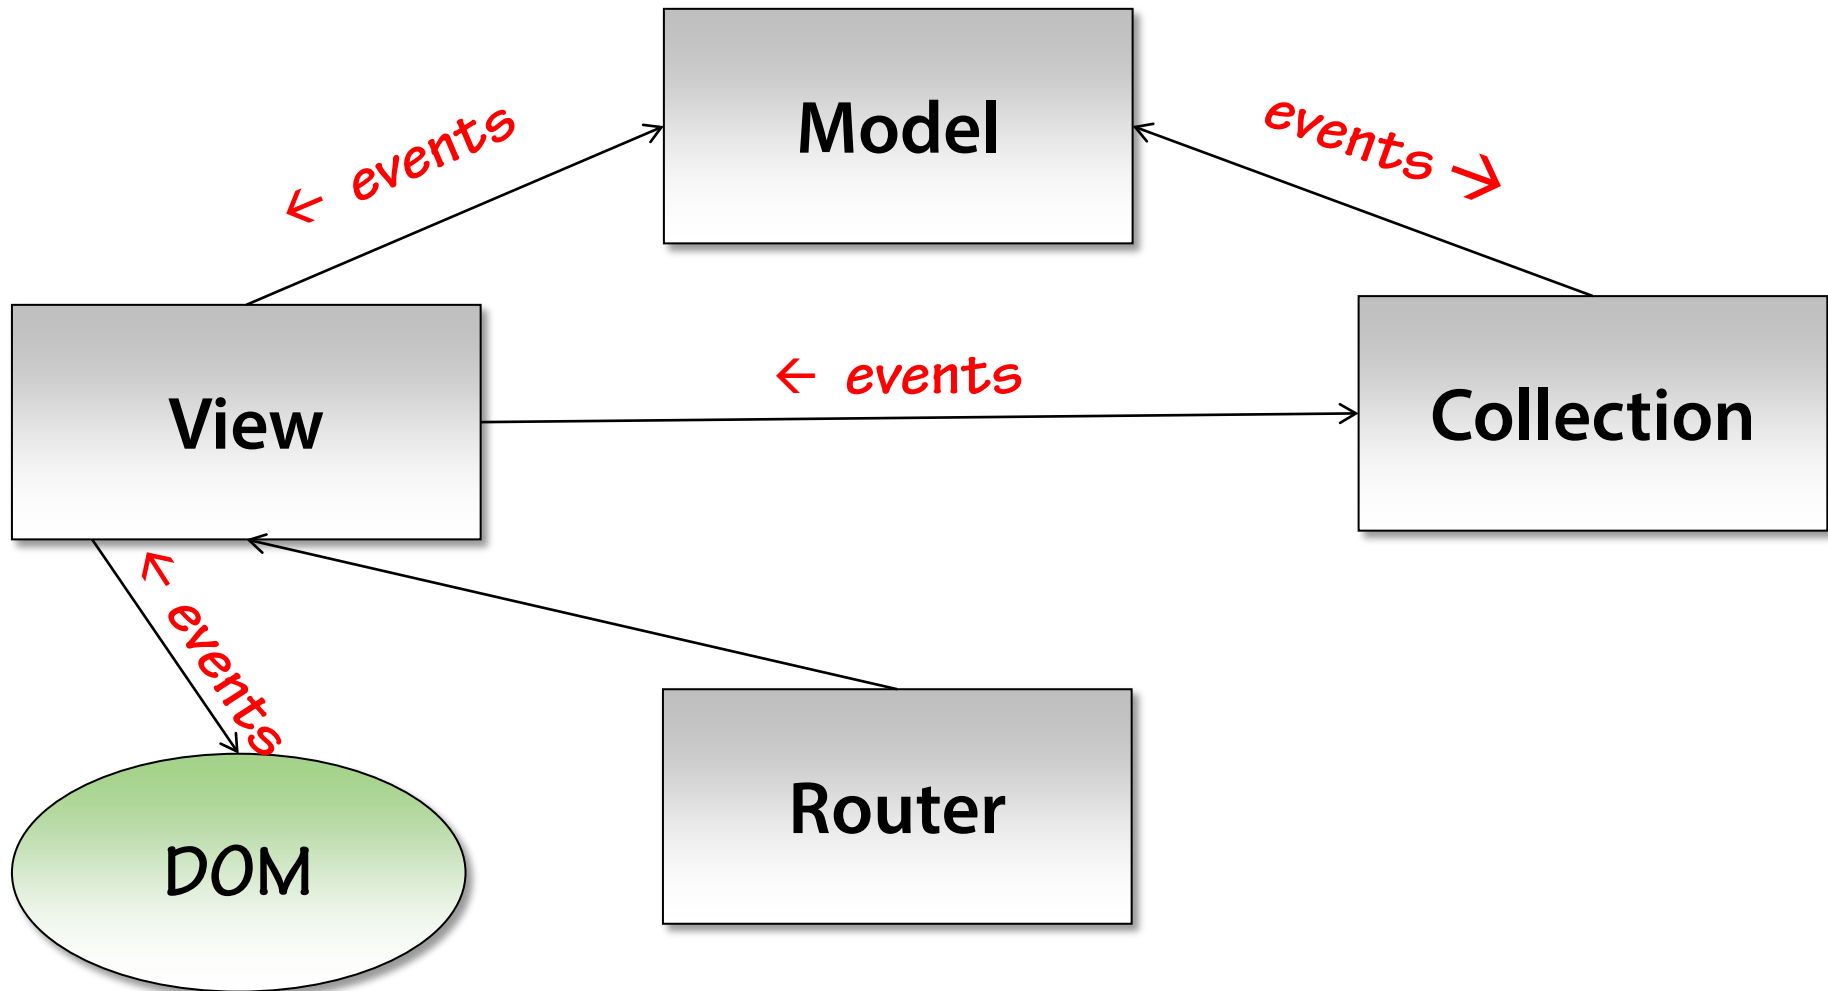 Model
← events
events →
View
← events
Collection
← events
Router
DOM